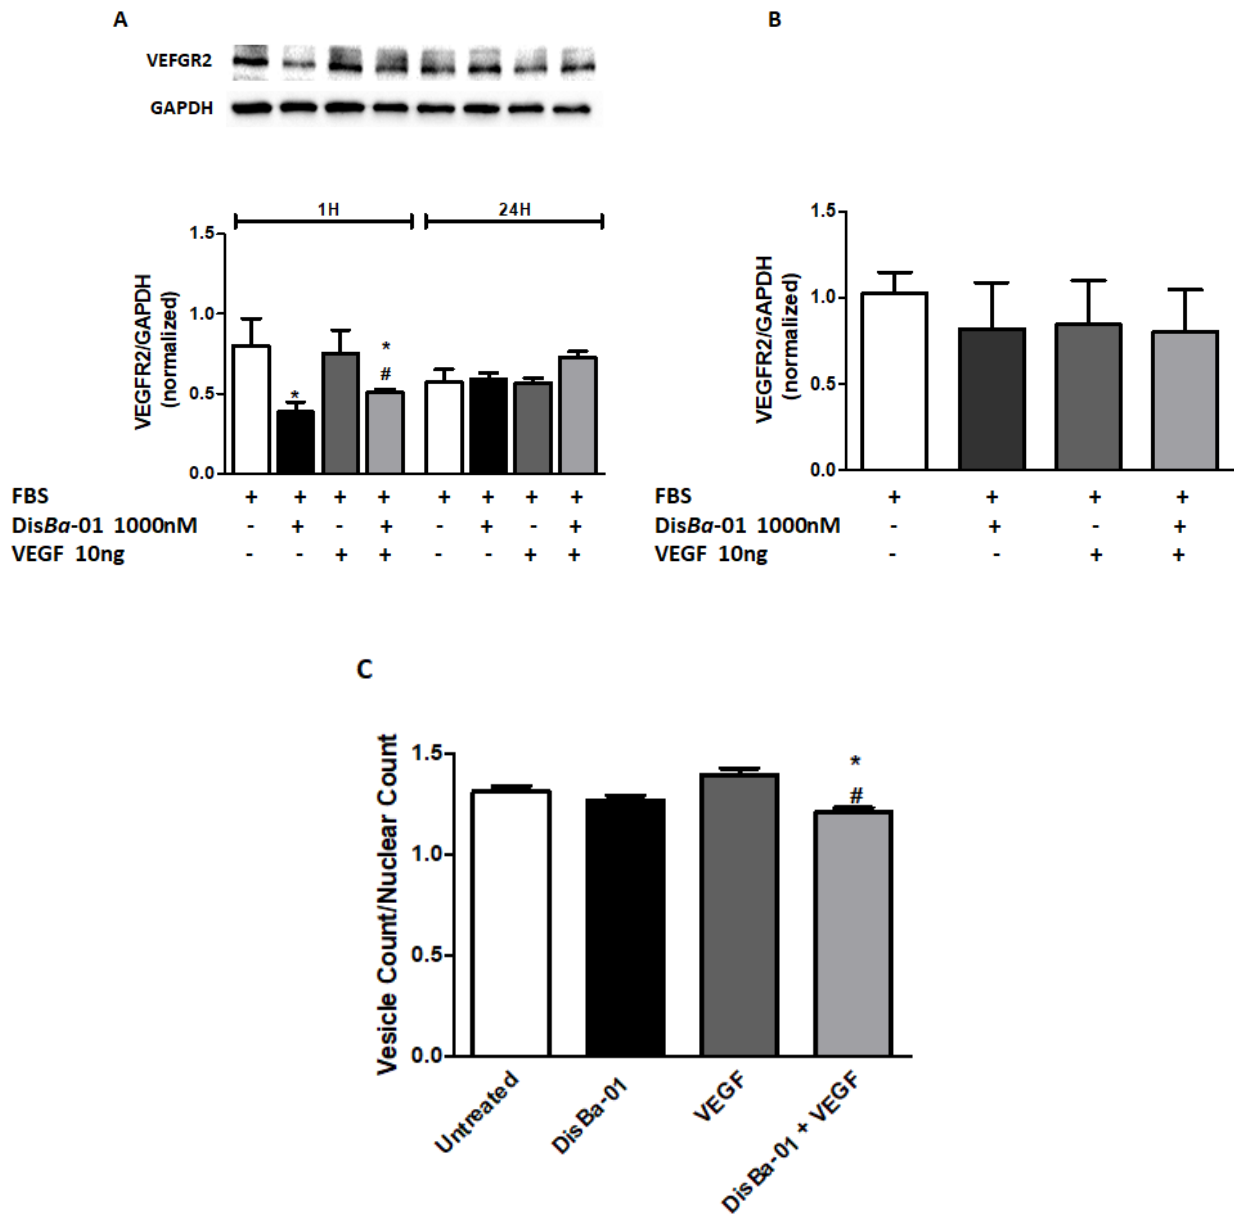 A
VEFGR2
GAPDH
1H 24H
VEGFR2/GAPDH
(normalized)
1.5
1.0
0.5
0.0
*
*
#
FBS + + + + + + + +
DisBa-01 1000nM - + - + - + - +
VEGF 10ng - - + + - - + +
B
VEGFR2/GAPDH
(normalized)
1.5
1.0
0.5
0.0
FBS + + + +
DisBa-01 1000nM - + - +
VEGF 10ng - - + +
C
Vesicle Count/Nuclear Count
1.5
1.0
0.5
0.0
*
#
Untreated
DisBa-01
VEGF
DisBa-01 + VEGF